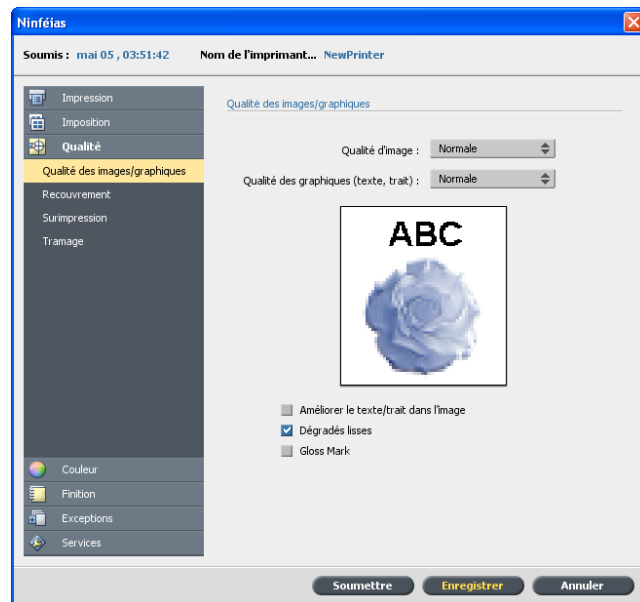 Ninféias
Soumis : mai 05 , 03:51:42 Nom de l'imprimant... NewPrinter
Impression
Imposition
Qualité
Qualité des images/graphiques
Recouvrement
Surimpression
Tramage
Couleur
Finition
Exceptions
Services
Qualité des images/graphiques
Qualité d'image : Normale
Qualité des graphiques (texte, trait) : Normale
ABC
Améliorer le texte/trait dans l'image
Dégradés lisses
Gloss Mark
Soumettre Enregistrer Annuler